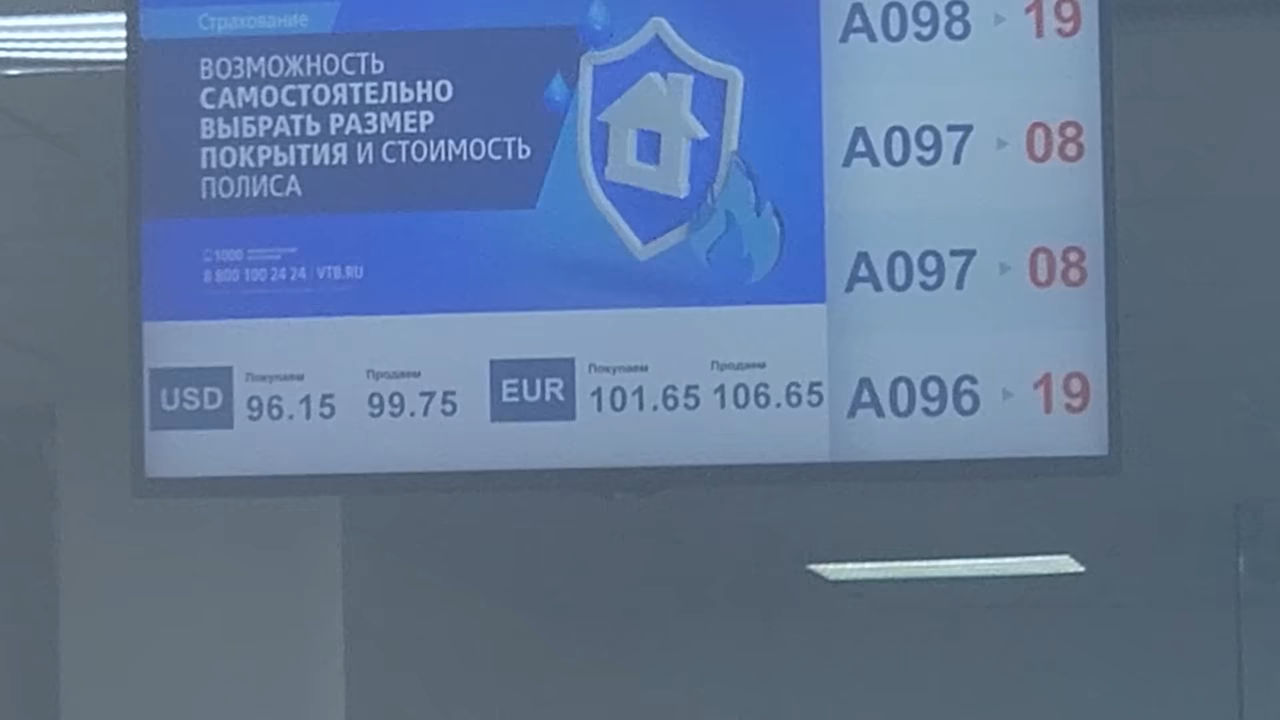 Страхование
ВОЗМОЖНОСТЬ
САМОСТОЯТЕЛЬНО
ВЫБРАТЬ РАЗМЕР
ПОКРЫТИЯ И СТОИМОСТЬ
ПОЛИСА
1000
8 800 100 24 24 | VTB.RU
USD
Покупаем
96.15
Продаем
99.75
EUR
Покупаем
101.65
Продаем
106.65
A098 ▸ 19
A097 ▸ 08
A097 ▸ 08
A096 ▸ 19